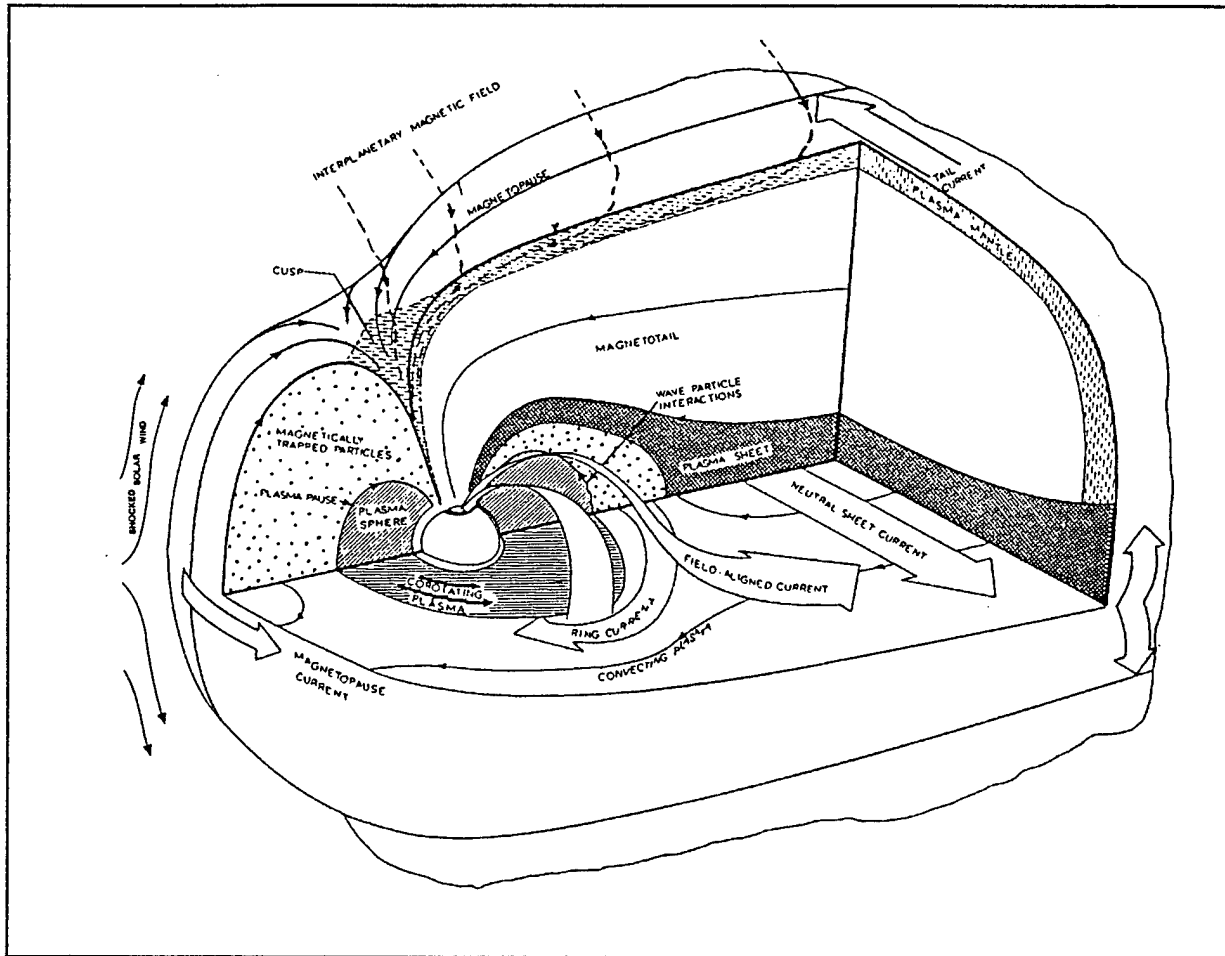 INTERPLANETARY MAGNETIC FIELD
MAGNETOPAUSE
TAIL
CURRENT
PLASMA MANTLE
CUSP
MAGNETOTAIL
WAVE PARTICLE
INTERACTIONS
SHOCKED SOLAR WIND
MAGNETICALLY
TRAPPED PARTICLES
PLASMA SHEET
PLASMA PAUSE
PLASMA
SPHERE
NEUTRAL SHEET CURRENT
FIELD-ALIGNED CURRENT
COROTATING
PLASMA
RING CURRENT
CONVECTING PLASMA
MAGNETOPAUSE
CURRENT